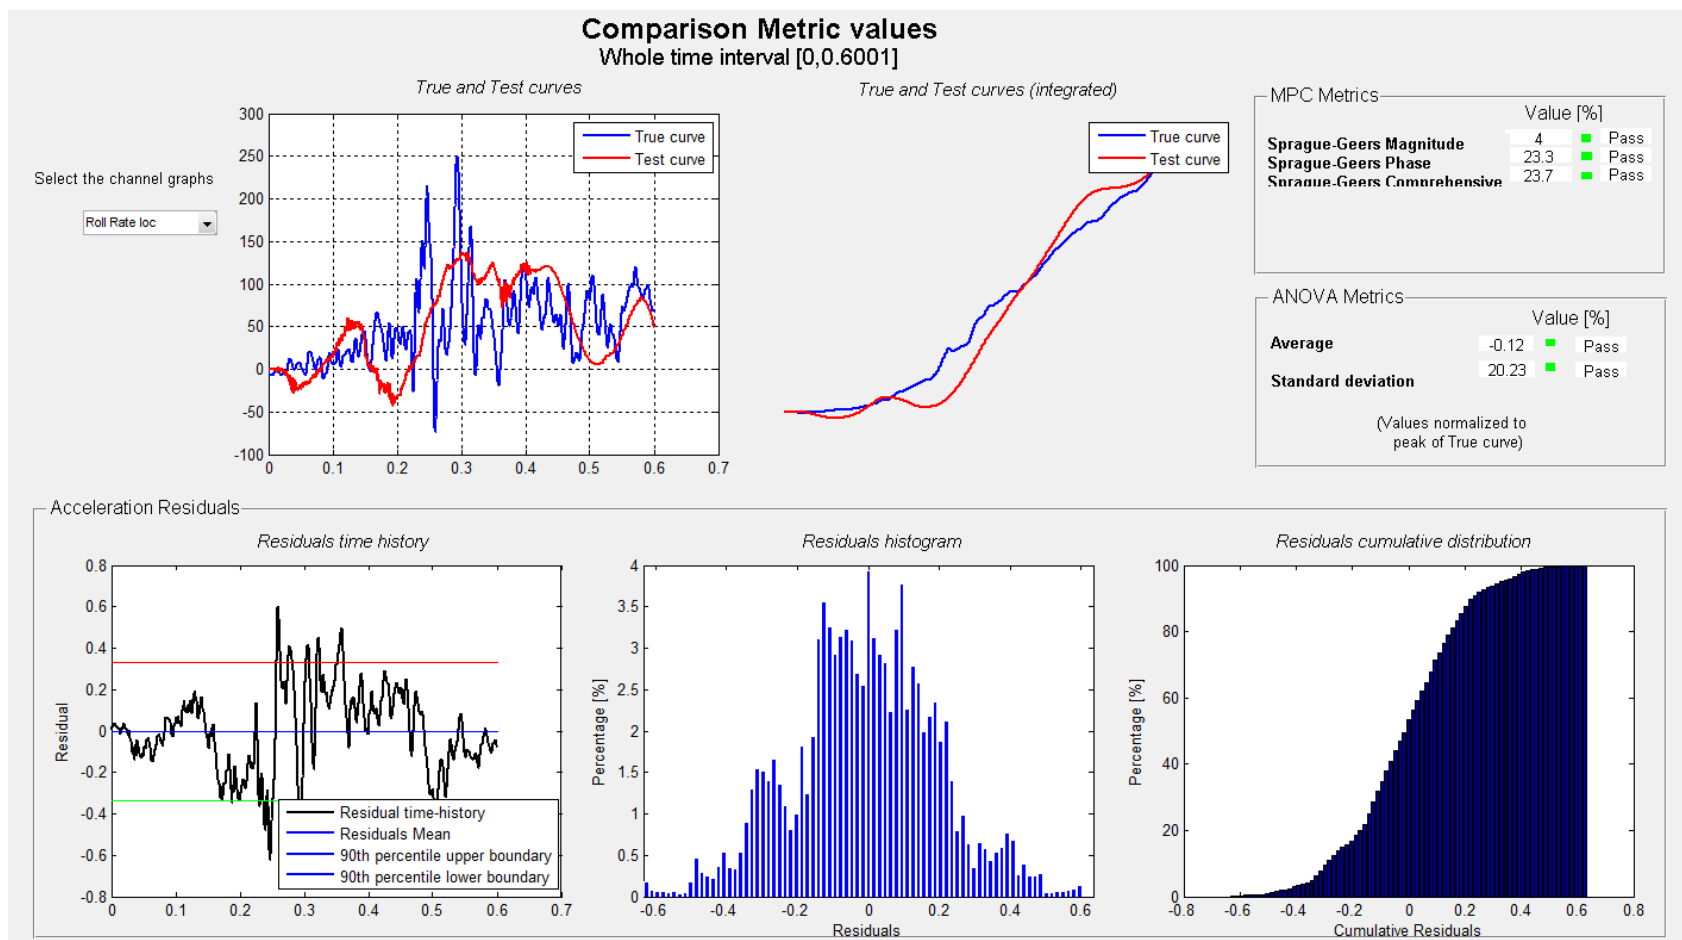 Comparison Metric values
Whole time interval [0,0.6001]
True and Test curves
True and Test curves (integrated)
Select the channel graphs
Roll Rate loc
300
250
200
150
100
50
0
-50
-100
0 0.1 0.2 0.3 0.4 0.5 0.6 0.7
True curve
Test curve
True curve
Test curve
MPC Metrics
Value [%]
Sprague-Geers Magnitude 4 Pass
Sprague-Geers Phase 23.3 Pass
Sprague-Geers Comprehensive 23.7 Pass
ANOVA Metrics
Value [%]
Average -0.12 Pass
Standard deviation 20.23 Pass
(Values normalized to
peak of True curve)
Acceleration Residuals
Residuals time history
0.8
0.6
0.4
0.2
0
-0.2
-0.4
-0.6
-0.8
Residual
0 0.1 0.2 0.3 0.4 0.5 0.6 0.7
Residual time-history
Residuals Mean
90th percentile upper boundary
90th percentile lower boundary
Residuals histogram
4
3.5
3
2.5
2
1.5
1
0.5
0
Percentage [%]
-0.6 -0.4 -0.2 0 0.2 0.4 0.6
Residuals
Residuals cumulative distribution
100
80
60
40
20
0
Percentage [%]
-0.8 -0.6 -0.4 -0.2 0 0.2 0.4 0.6 0.8
Cumulative Residuals